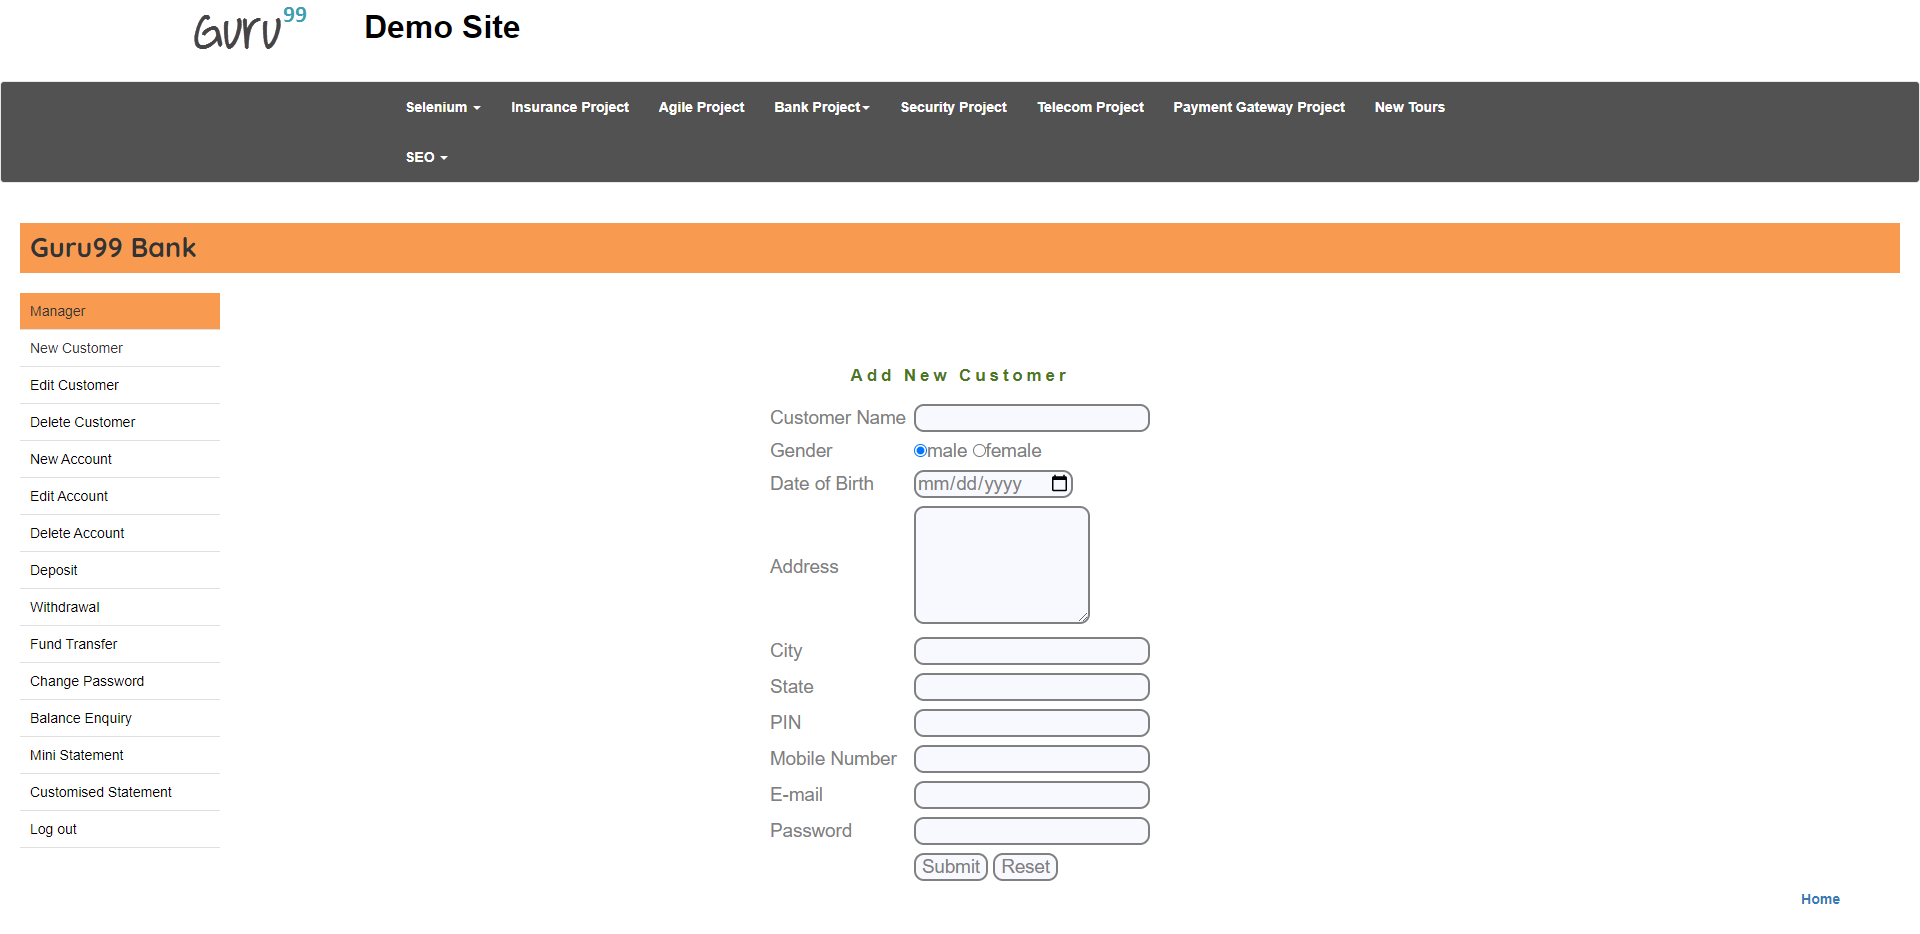 Guru99 Demo Site
Selenium Insurance Project Agile Project Bank Project Security Project Telecom Project Payment Gateway Project New Tours
SEO
Guru99 Bank
Manager
New Customer
Edit Customer
Delete Customer
New Account
Edit Account
Delete Account
Deposit
Withdrawal
Fund Transfer
Change Password
Balance Enquiry
Mini Statement
Customised Statement
Log out
Add New Customer
Customer Name
Gender male female
Date of Birth mm/dd/yyyy
Address
City
State
PIN
Mobile Number
E-mail
Password
Submit Reset
Home